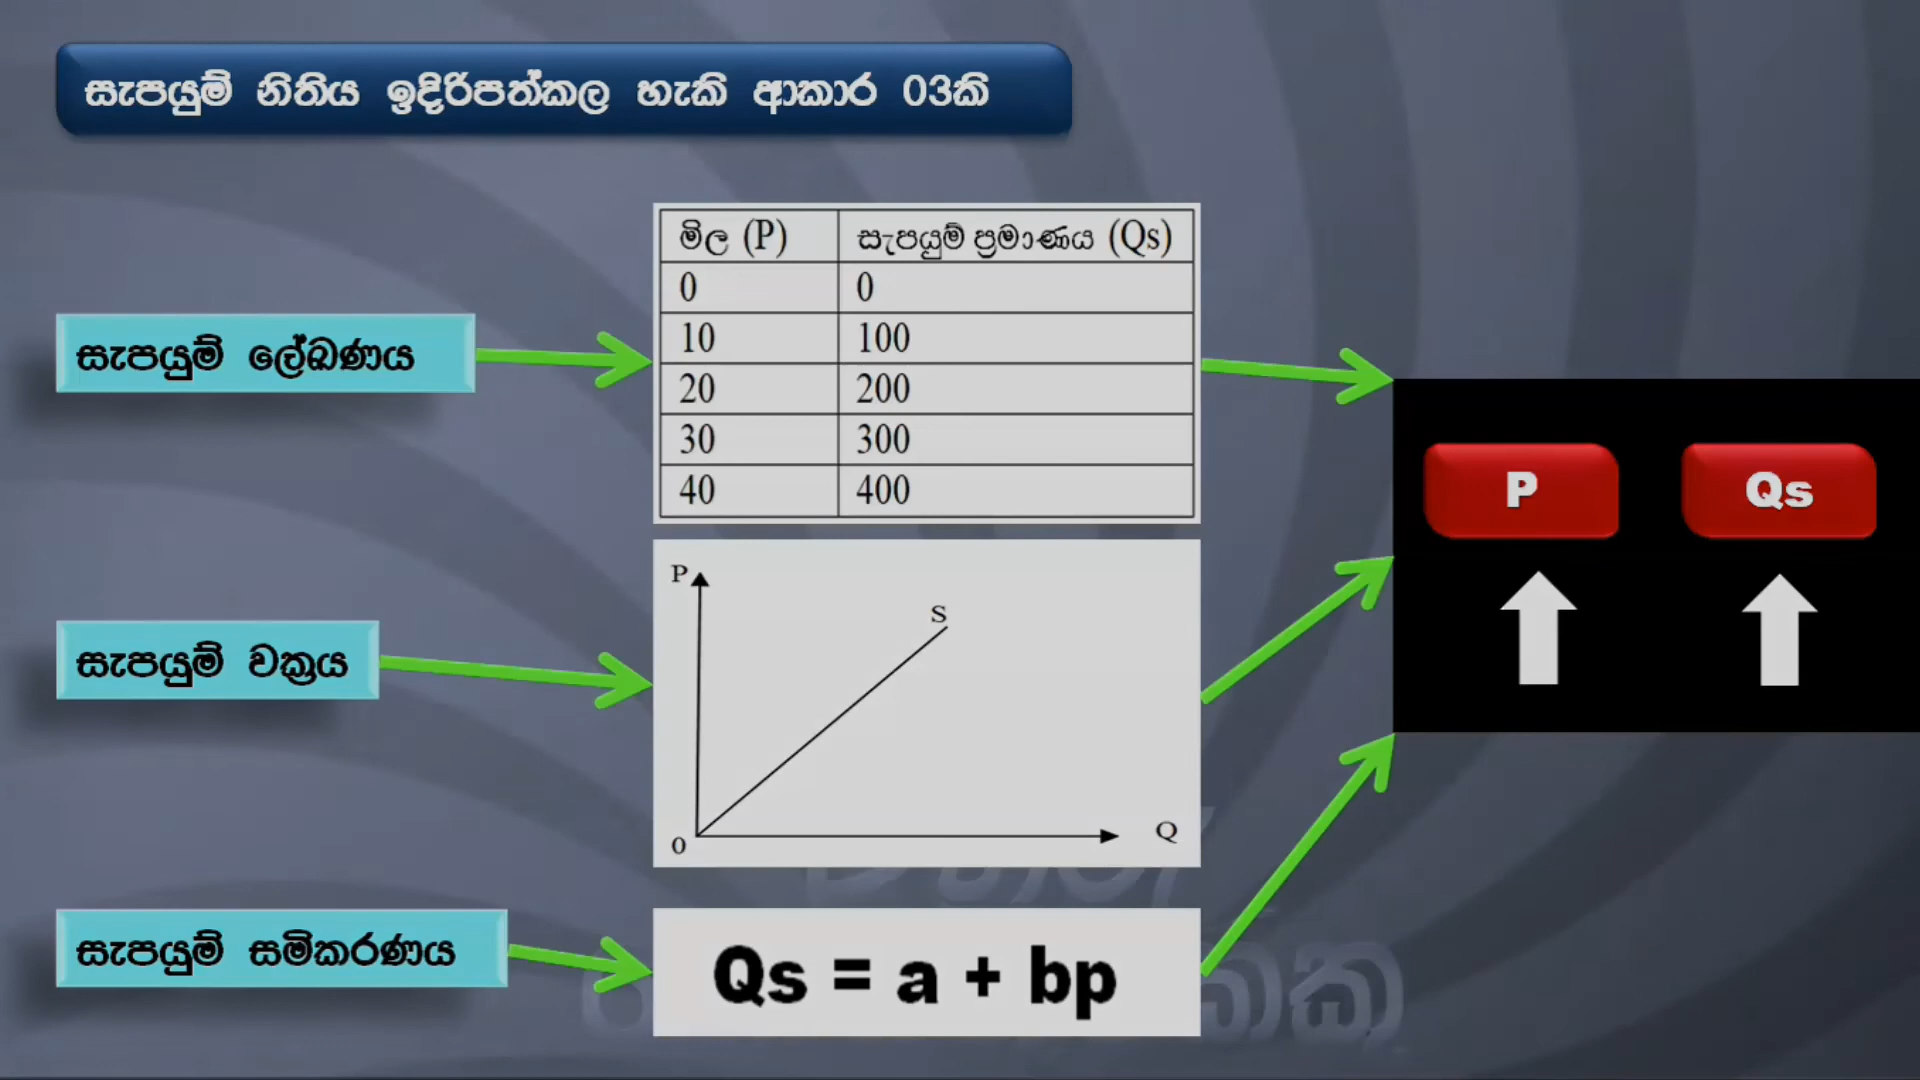 සැපයුම් නිතිය ඉදිරිපත්කල හැකි ආකාර 03කි
මිල (P) සැපයුම් ප්‍රමාණය (Qs)
0 0
10 100
20 200
30 300
40 400
සැපයුම් ලේඛණය
P Qs
P
S
සැපයුම් වක්‍රය
0
Q
සැපයුම් සමිකරණය
Qs = a + bp